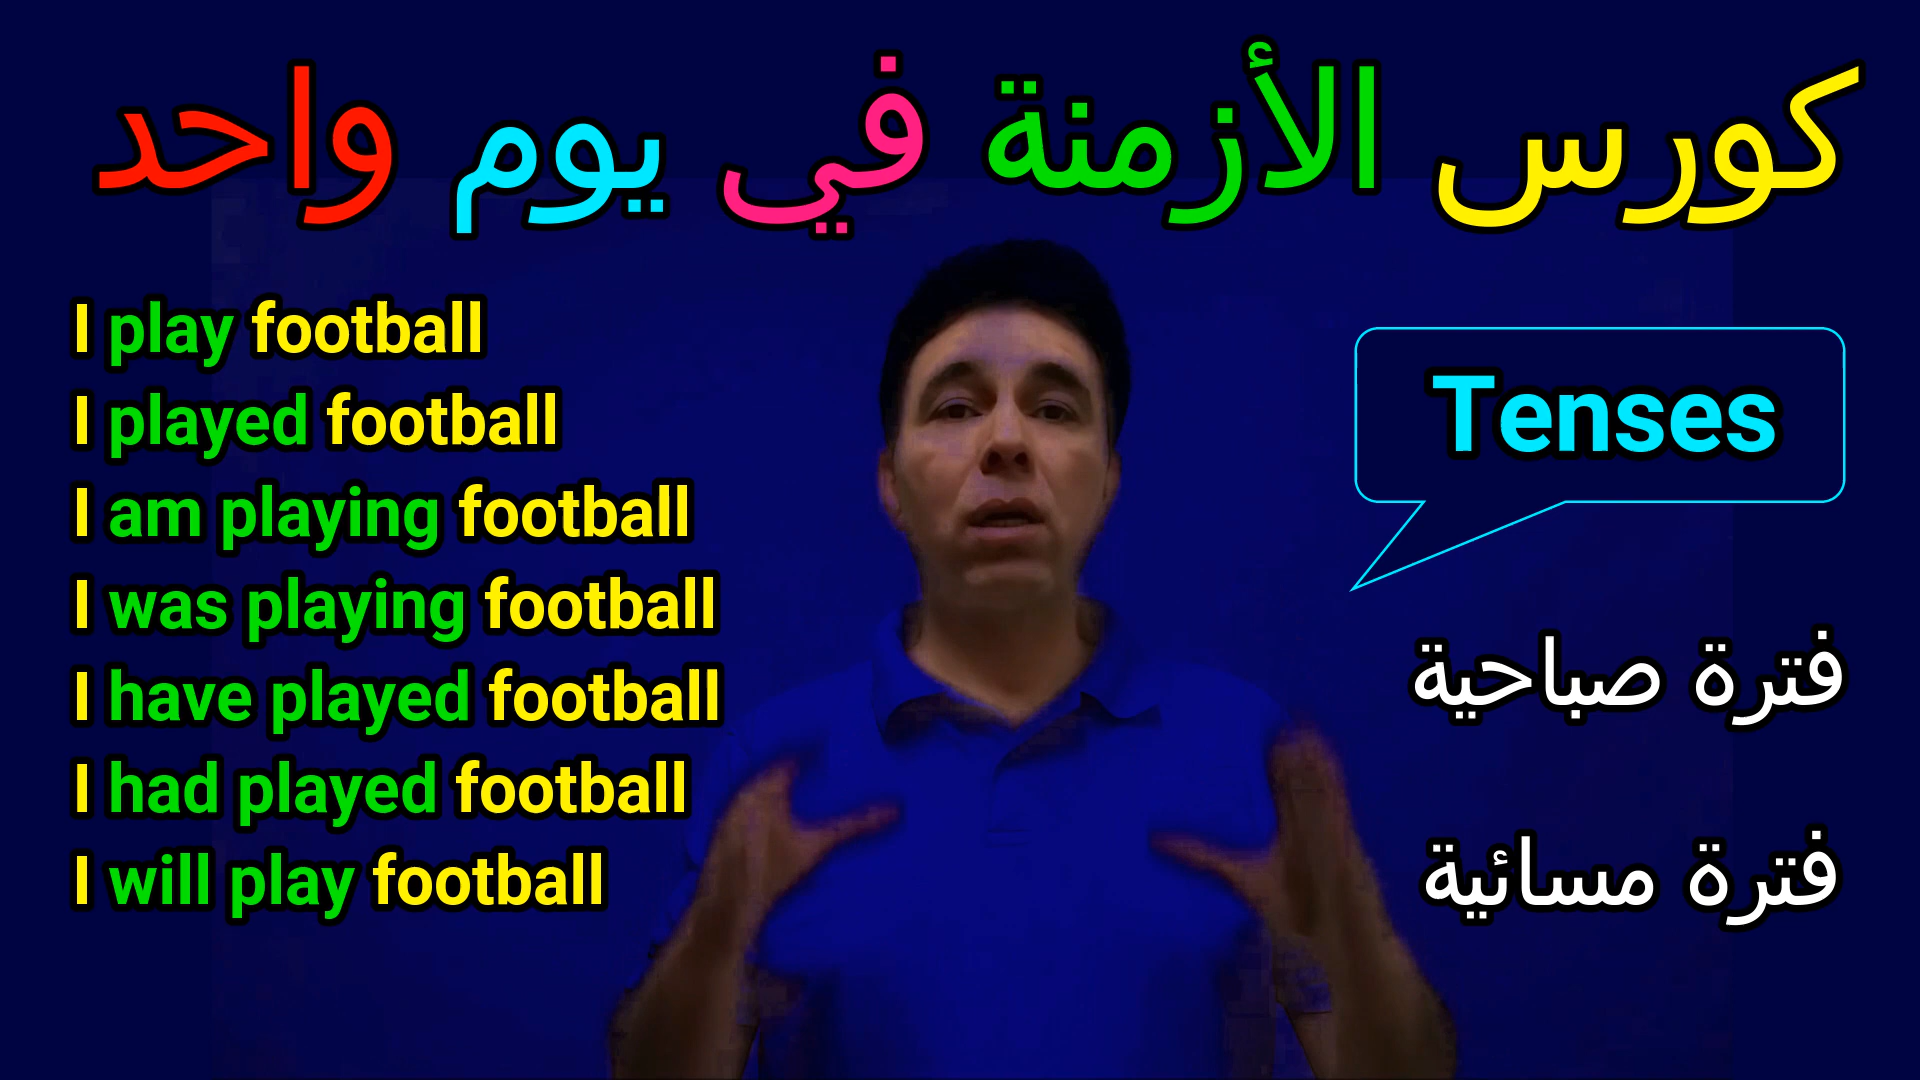 كورس الأزمنة في يوم واحد
I play football
I played football
I am playing football
I was playing football
I have played football
I had played football
I will play football
Tenses
فترة صباحية
فترة مسائية